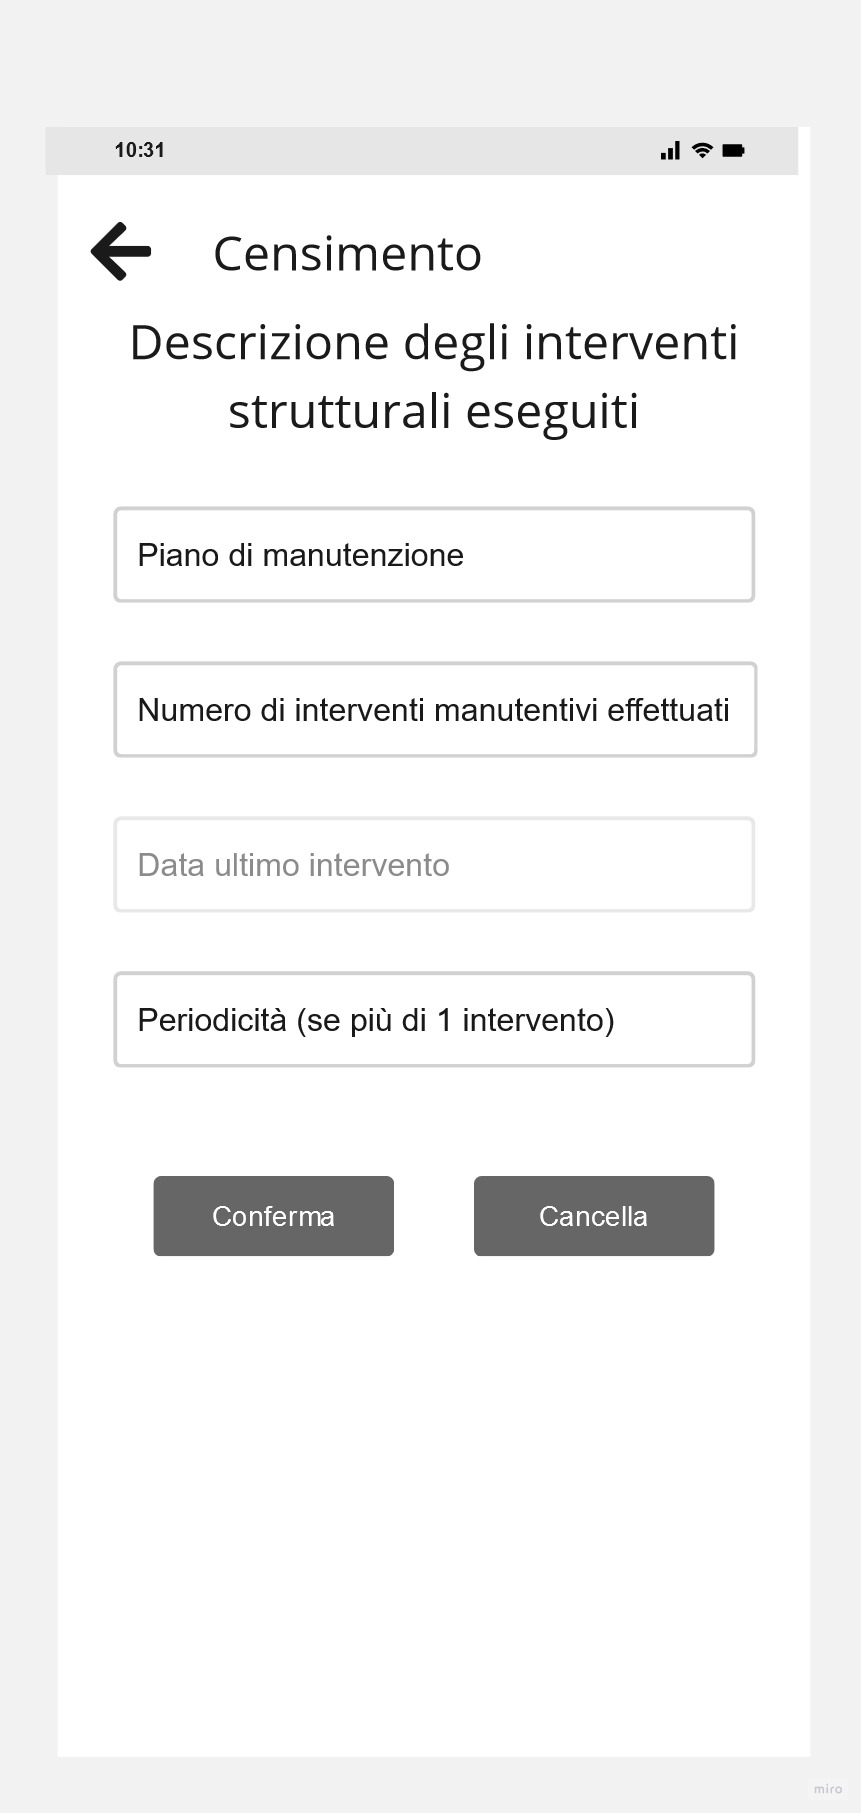 10:31
Censimento
Descrizione degli interventi
strutturali eseguiti
Piano di manutenzione
Numero di interventi manutentivi effettuati
Data ultimo intervento
Periodicità (se più di 1 intervento)
Conferma
Cancella
miro